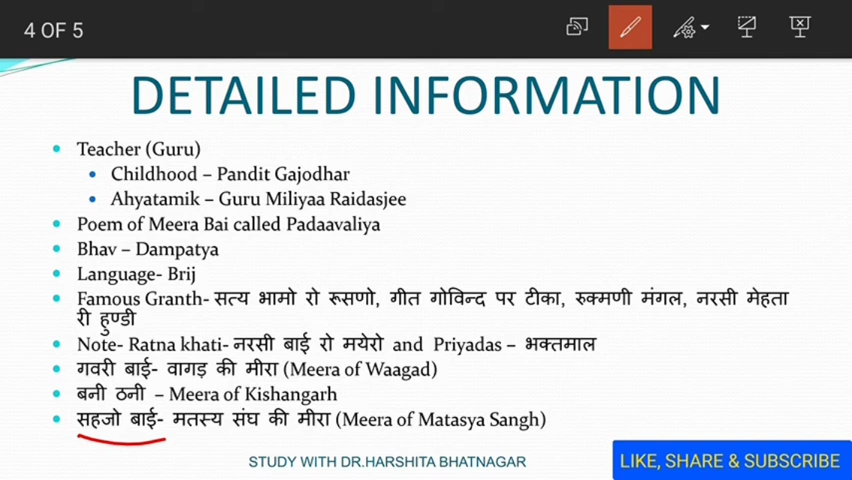 4 OF 5
DETAILED INFORMATION
Teacher (Guru)
Childhood – Pandit Gajodhar
Ahyatamik – Guru Miliyaa Raidasjee
Poem of Meera Bai called Padaavaliya
Bhav – Dampatya
Language- Brij
Famous Granth- सत्य भामो रो रूसणो, गीत गोविन्द पर टीका, रुक्मणी मंगल, नरसी मेहता
री हुण्डी
Note- Ratna khati- नरसी बाई रो मयेरो and Priyadas – भक्तमाल
गवरी बाई- वागड़ की मीरा (Meera of Waagad)
बनी ठनी – Meera of Kishangarh
सहजो बाई- मतस्य संघ की मीरा (Meera of Matasya Sangh)
STUDY WITH DR.HARSHITA BHATNAGAR
LIKE, SHARE & SUBSCRIBE